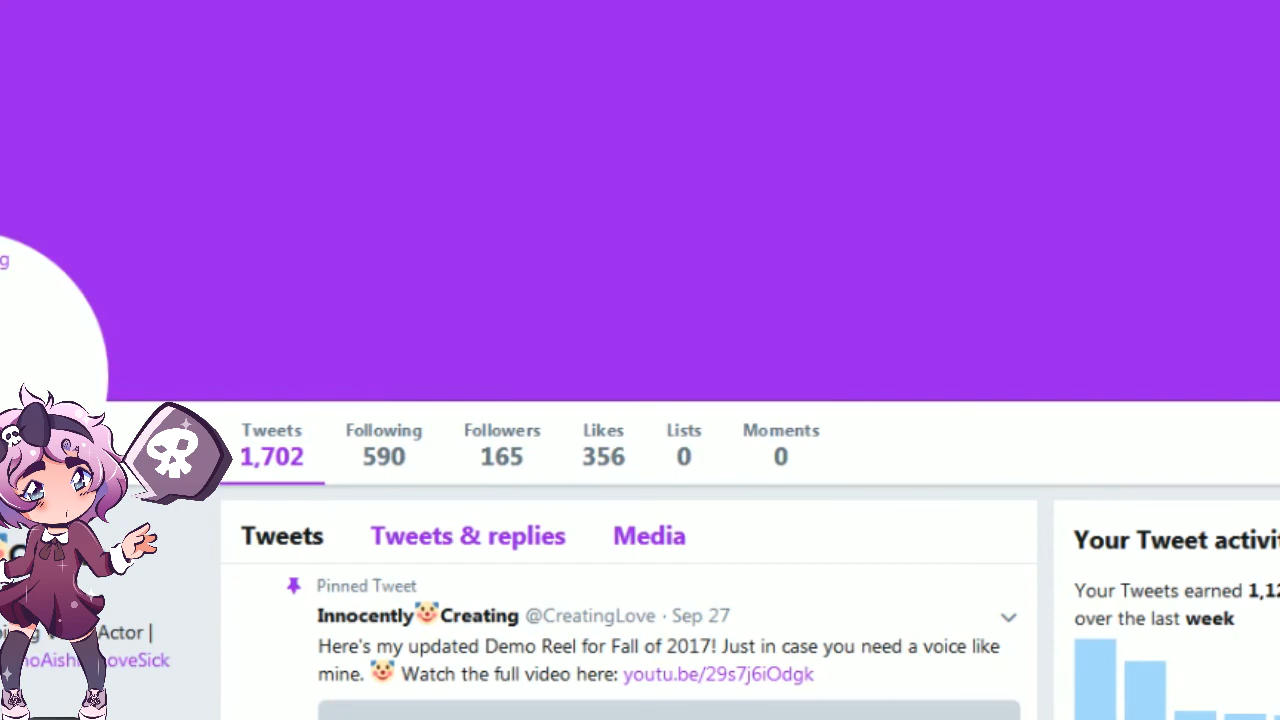 g
Tweets Following Followers Likes Lists Moments
1,702 590 165 356 0 0
Tweets Tweets & replies Media
Pinned Tweet
Innocently🤡Creating @CreatingLove · Sep 27
Here's my updated Demo Reel for Fall of 2017! Just in case you need a voice like
mine. 🤡 Watch the full video here: youtu.be/29s7j6iOdgk
Actor |
oveSick
Your Tweet activi
Your Tweets earned 1,12
over the last week